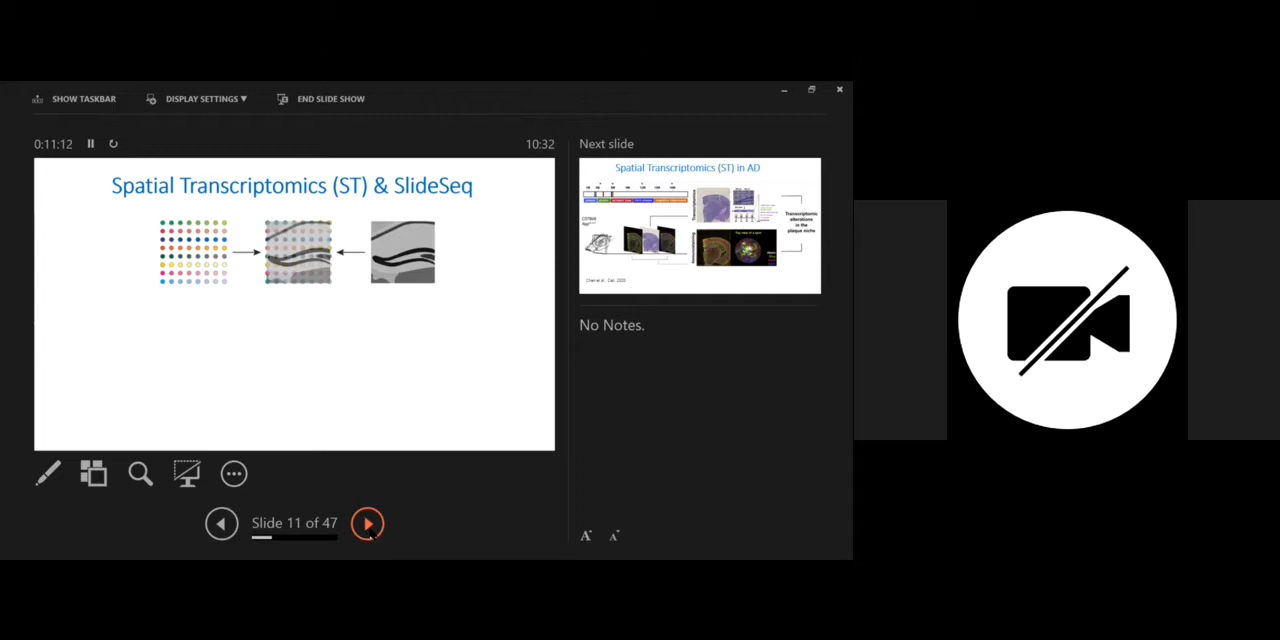 SHOW TASKBAR
DISPLAY SETTINGS ▼
END SLIDE SHOW
0:11:12
10:32
Next slide
Spatial Transcriptomics (ST) & SlideSeq
Spatial Transcriptomics (ST) in AD
Transcriptomic
alterations
in the
plaque niche
No Notes.
Slide 11 of 47
A
A